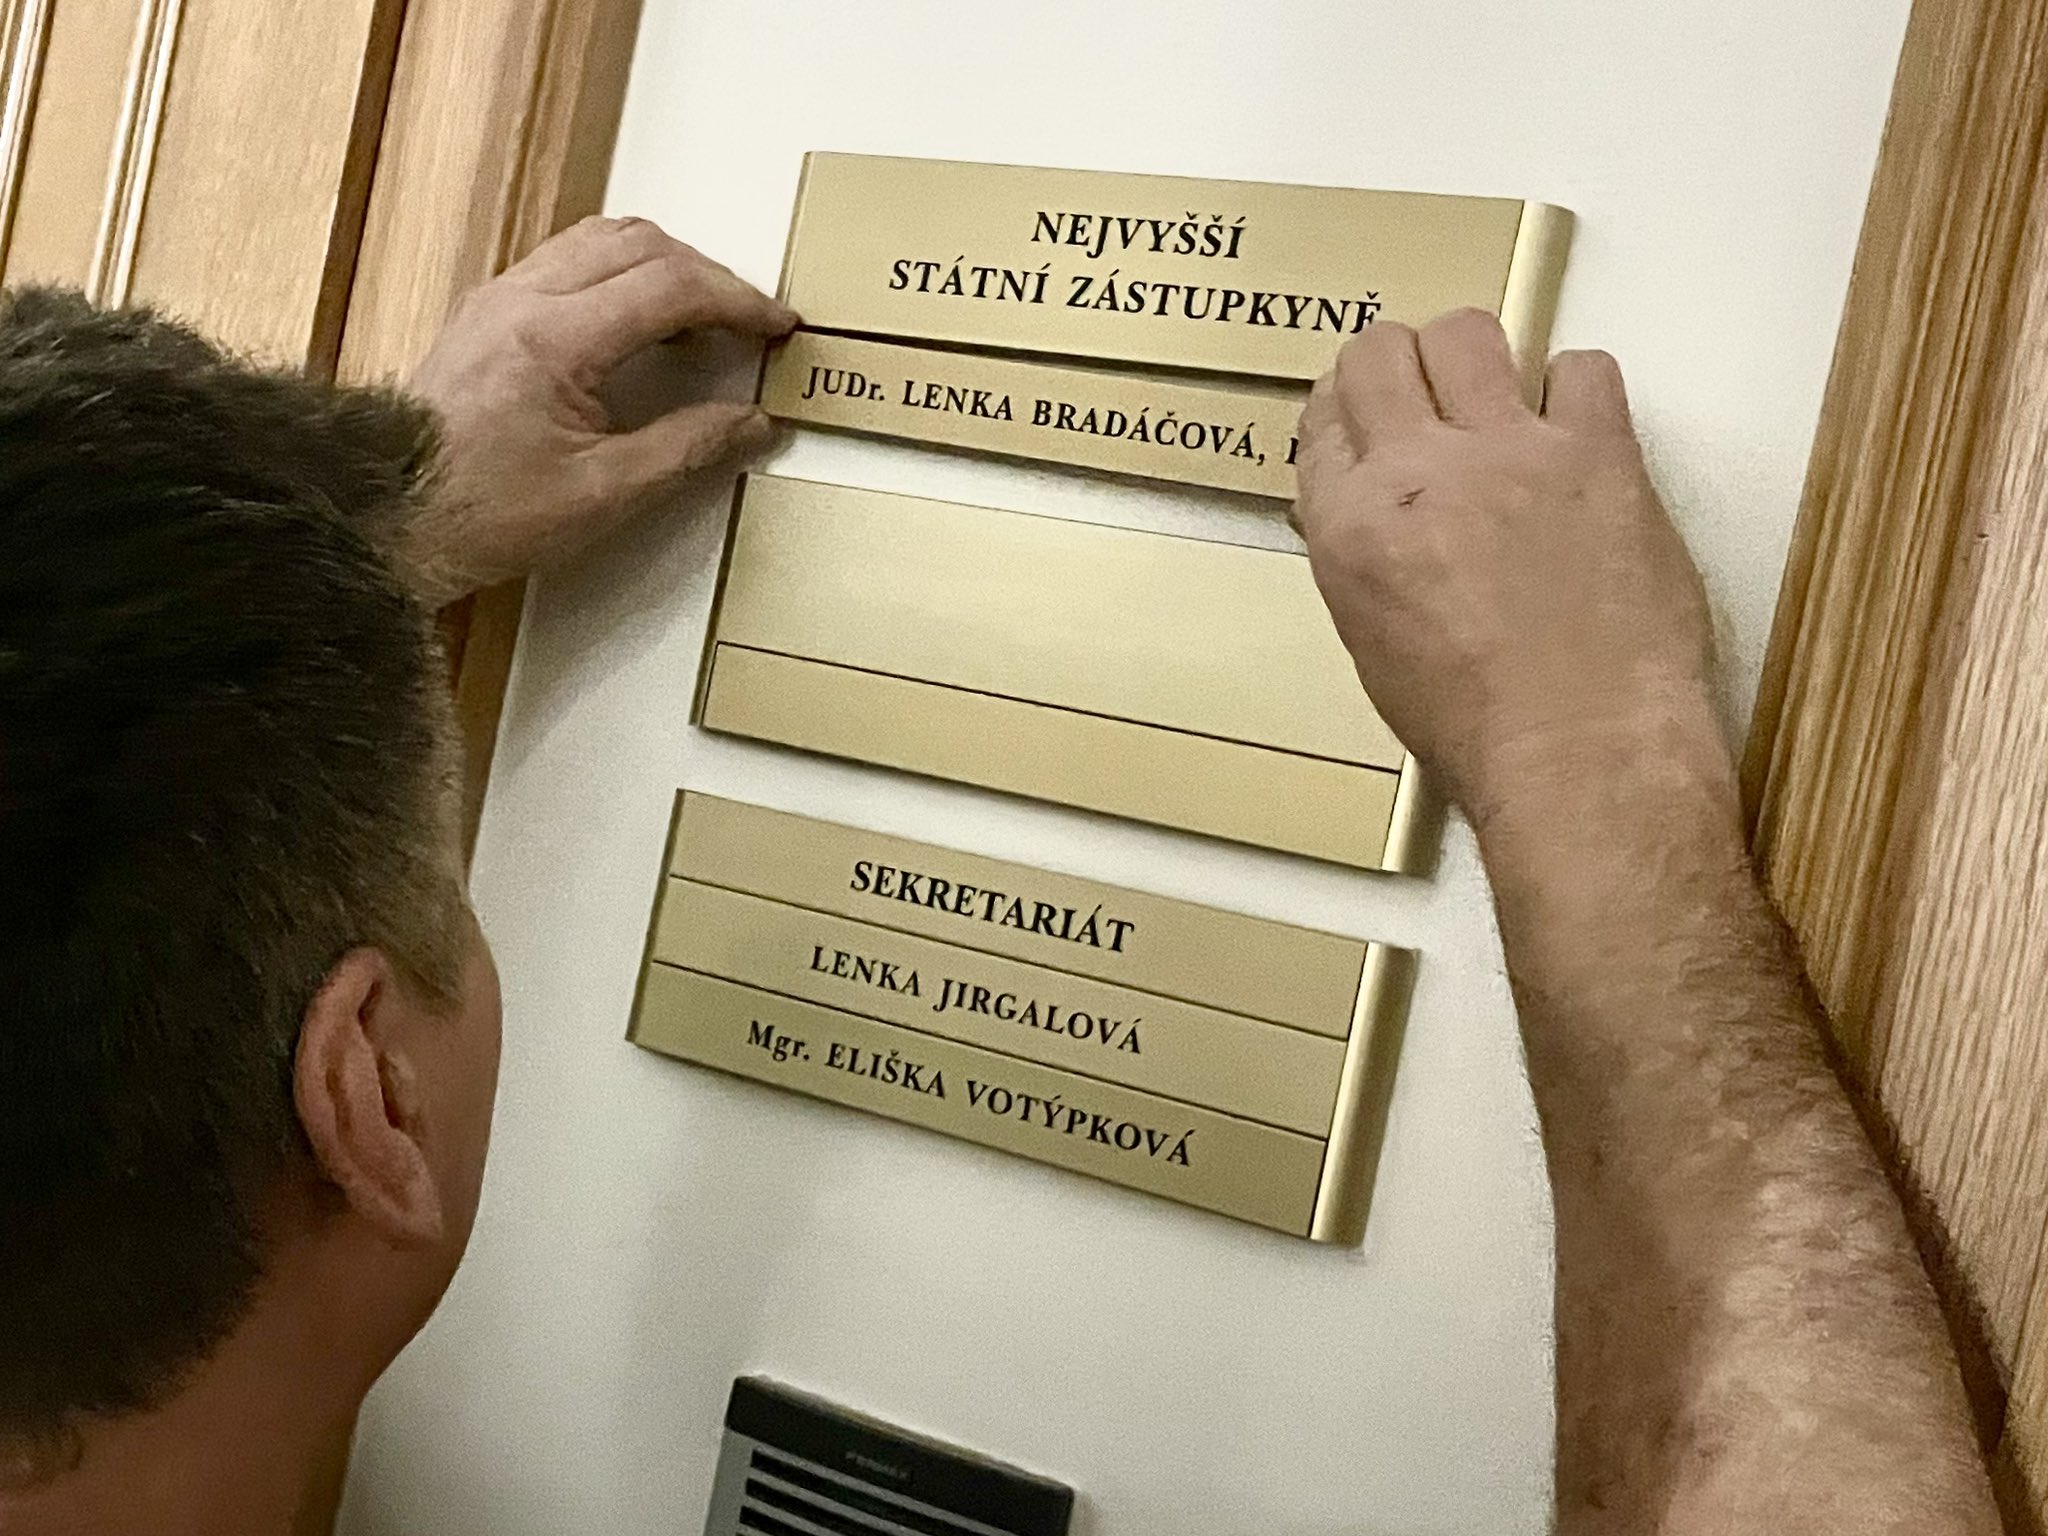 NEJVYŠŠÍ
STÁTNÍ ZÁSTUPKYNĚ
JUDr. LENKA BRADÁČOVÁ,
SEKRETARIÁT
LENKA JIRGALOVÁ
Mgr. ELIŠKA VOTÝPKOVÁ